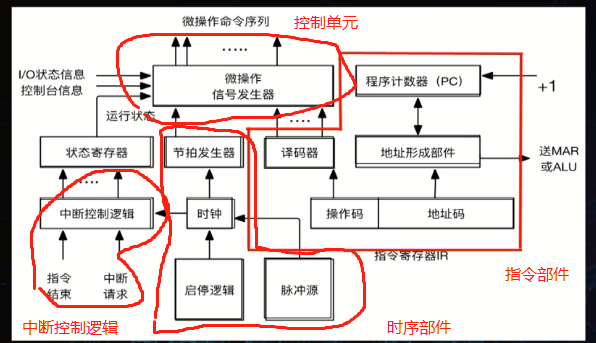 微操作命令序列
控制单元
I/O状态信息
控制台信息
微操作
信号发生器
程序计数器（PC）
+1
运行状态
状态寄存器
节拍发生器
译码器
地址形成部件
送MAR
或ALU
中断控制逻辑
时钟
操作码
地址码
指令寄存器IR
指令
结束
中断
请求
启停逻辑
脉冲源
指令部件
中断控制逻辑
时序部件